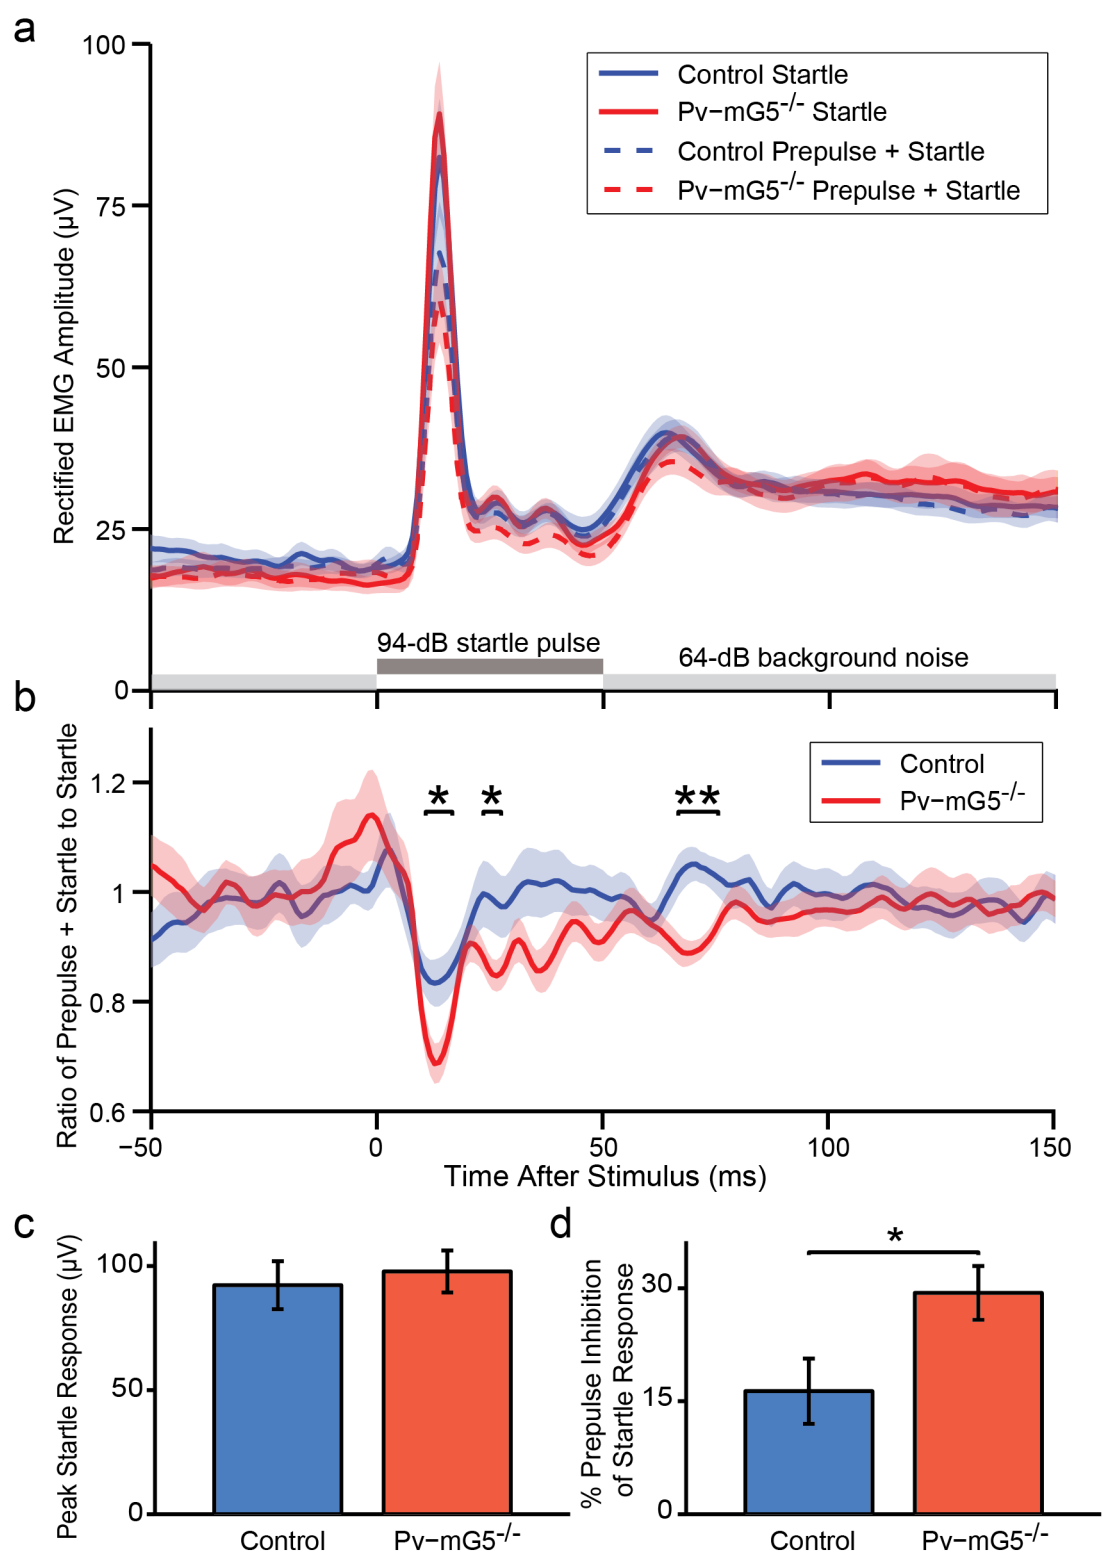 a
100
75
50
25
0
Rectified EMG Amplitude (µV)
Control Startle
Pv−mG5-/- Startle
Control Prepulse + Startle
Pv−mG5-/- Prepulse + Startle
94-dB startle pulse
64-dB background noise
b
1.2
1
0.8
0.6
Ratio of Prepulse + Startle to Startle
*
*
**
Control
Pv−mG5-/-
−50
0
50
100
150
Time After Stimulus (ms)
c
Peak Startle Response (µV)
100
50
0
Control
Pv−mG5-/-
d
% Prepulse Inhibition
of Startle Response
30
15
0
*
Control
Pv−mG5-/-